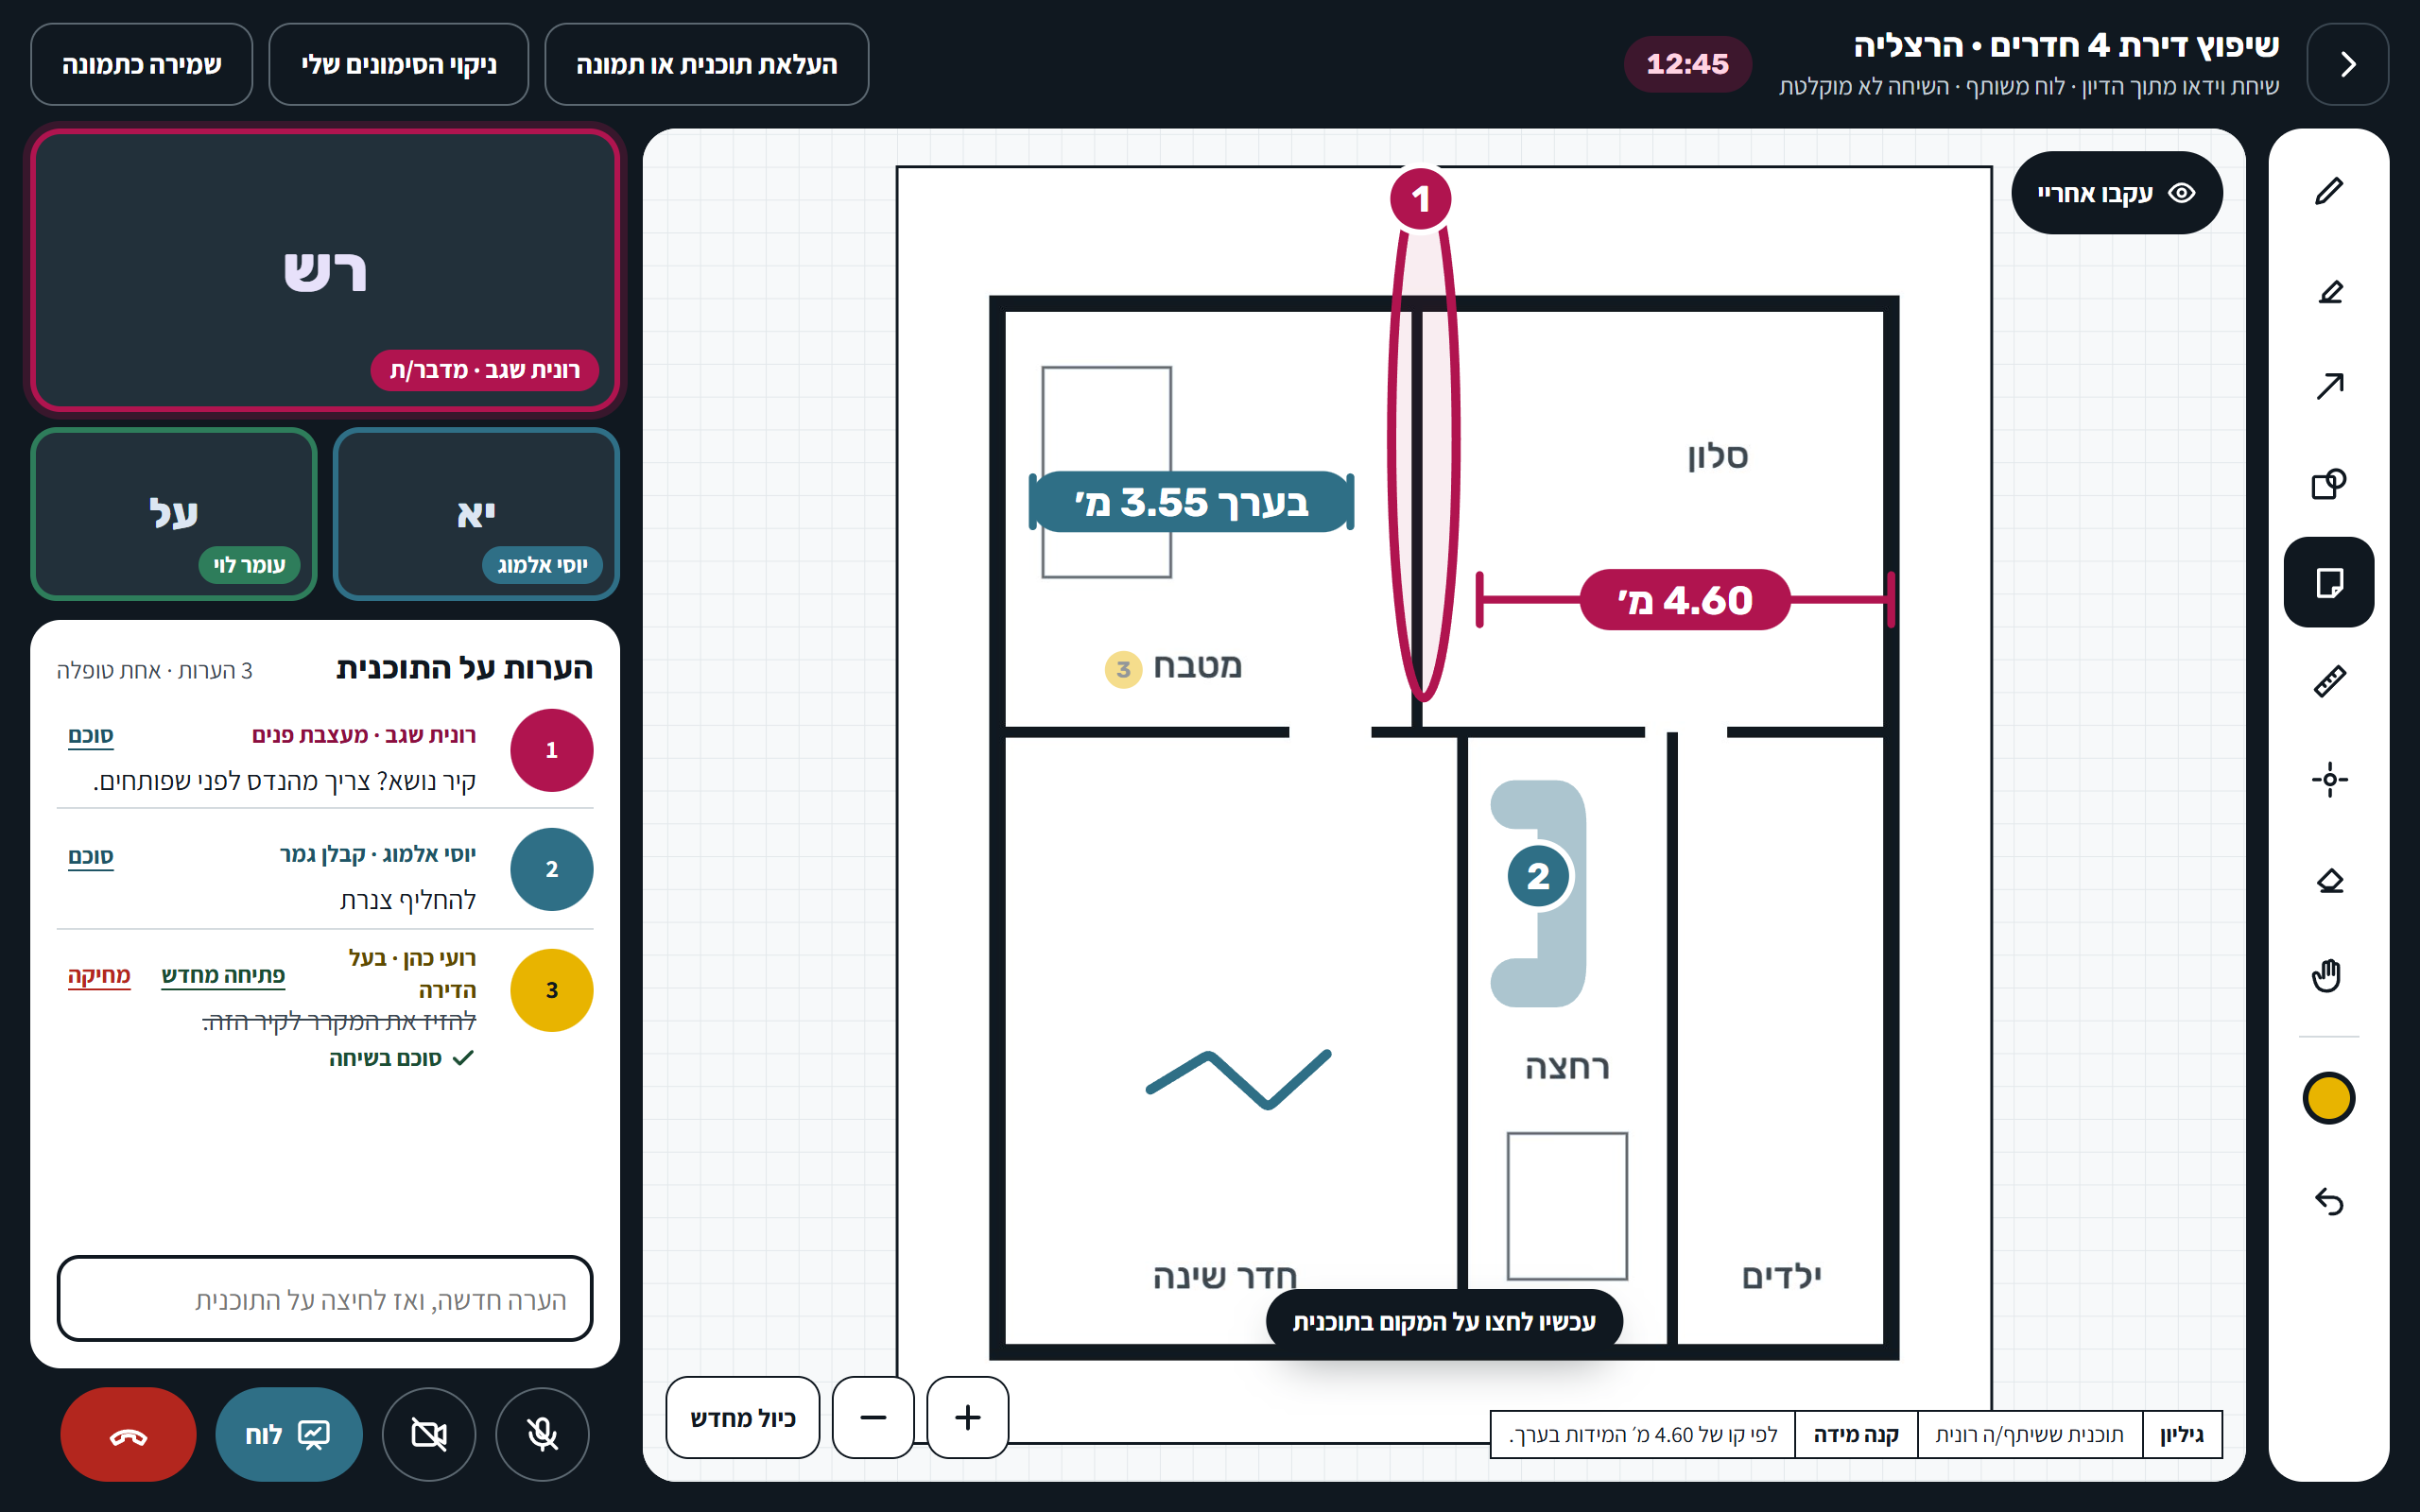 שיפוץ דירת 4 חדרים • הרצליה
שיחת וידאו מתוך הדיון · לוח משותף · השיחה לא מוקלטת
12:45
העלאת תוכנית או תמונה
ניקוי הסימונים שלי
שמירה כתמונה
עקבו אחריי
1
סלון
בערך 3.55 מ׳
4.60 מ׳
מטבח
3
2
רחצה
חדר שינה
ילדים
עכשיו לחצו על המקום בתוכנית
גיליון
תוכנית ששיתף/ה רונית
קנה מידה
לפי קו של 4.60 מ׳ המידות בערך.
+
−
כיול מחדש
רש
רונית שגב · מדבר/ת
יא
יוסי אלמוג
על
עומר לוי
הערות על התוכנית
3 הערות · אחת טופלה
1
רונית שגב · מעצבת פנים
סוכם
קיר נושא? צריך מהנדס לפני שפותחים.
2
יוסי אלמוג · קבלן גמר
סוכם
להחליף צנרת
3
רועי כהן · בעל
הדירה
פתיחה מחדש
מחיקה
להזיז את המקרר לקיר הזה.
סוכם בשיחה
הערה חדשה, ואז לחיצה על התוכנית
לוח